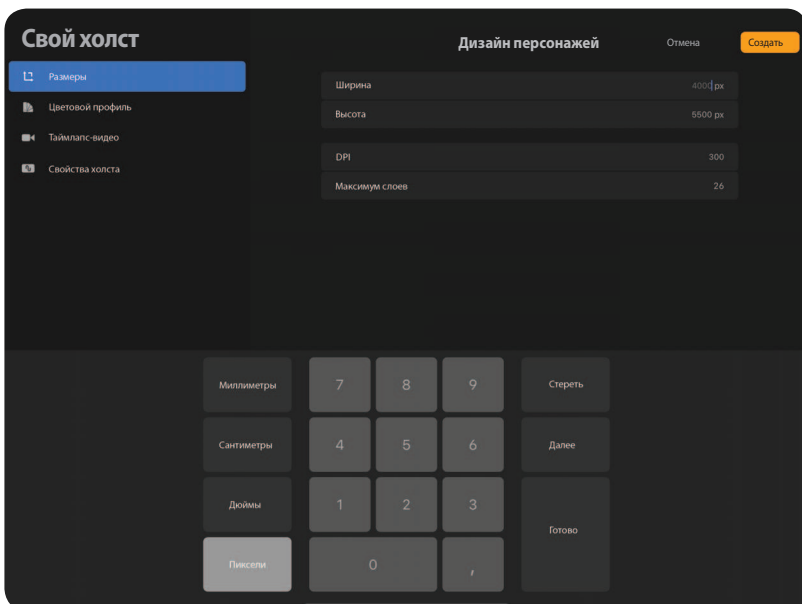 Свой холст
Дизайн персонажей
Отмена
Создать
Размеры
Цветовой профиль
Таймлапс-видео
Свойства холста
Ширина 4000 px
Высота 5500 px
DPI 300
Максимум слоев 26
Миллиметры 7 8 9 Стереть
Сантиметры 4 5 6 Далее
Дюймы 1 2 3
Готово
Пиксели 0 ,